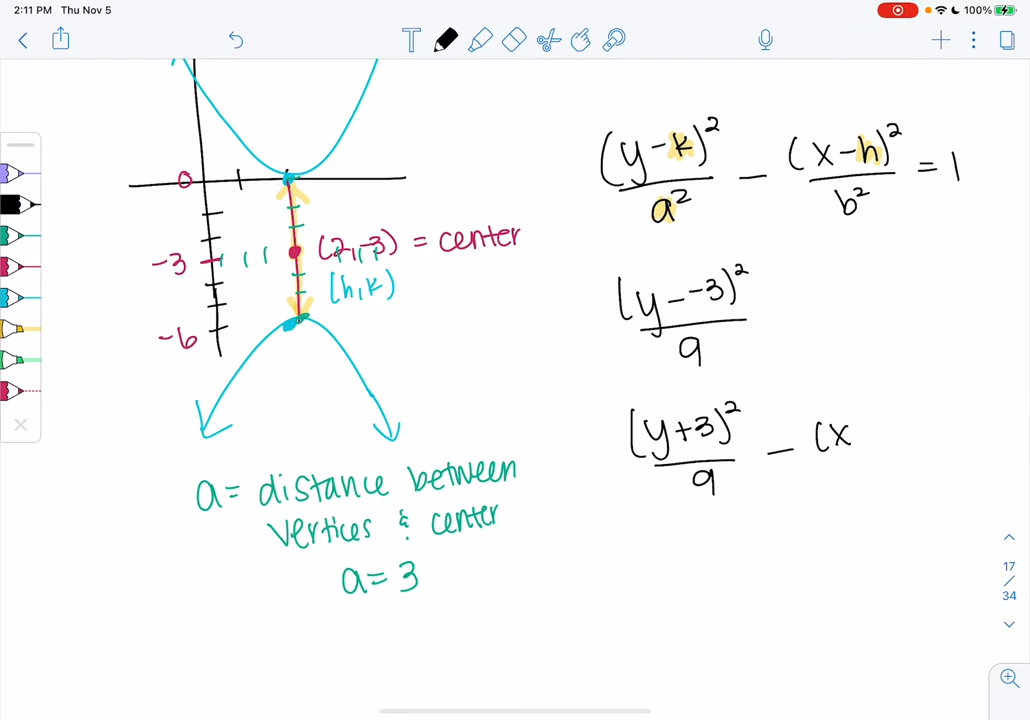 2:11 PM Thu Nov 5
100%
T
0
-3
(2,-3) = center
(h,k)
-6
a = distance between
vertices & center
a = 3
(y-k)²/a² - (x-h)²/b² = 1
(y--3)²/9
(y+3)²/9 - (x
17
/
34